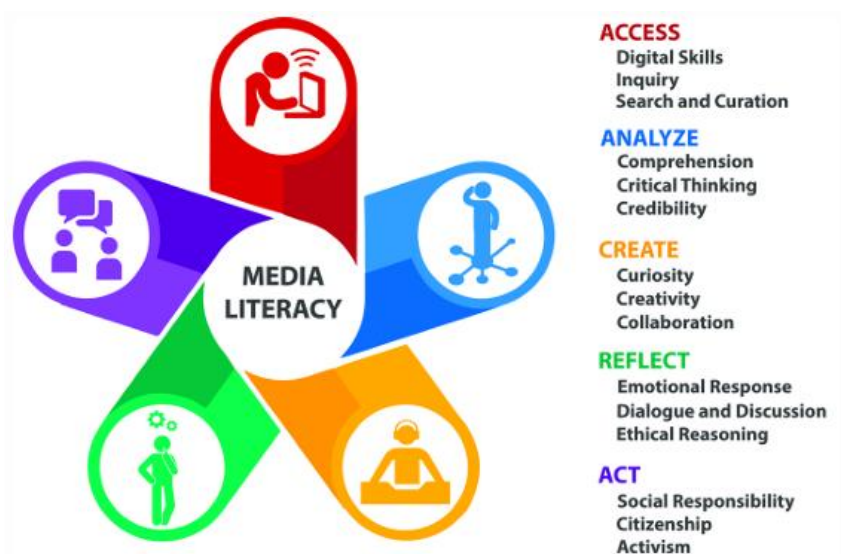 MEDIA
LITERACY
ACCESS
Digital Skills
Inquiry
Search and Curation
ANALYZE
Comprehension
Critical Thinking
Credibility
CREATE
Curiosity
Creativity
Collaboration
REFLECT
Emotional Response
Dialogue and Discussion
Ethical Reasoning
ACT
Social Responsibility
Citizenship
Activism